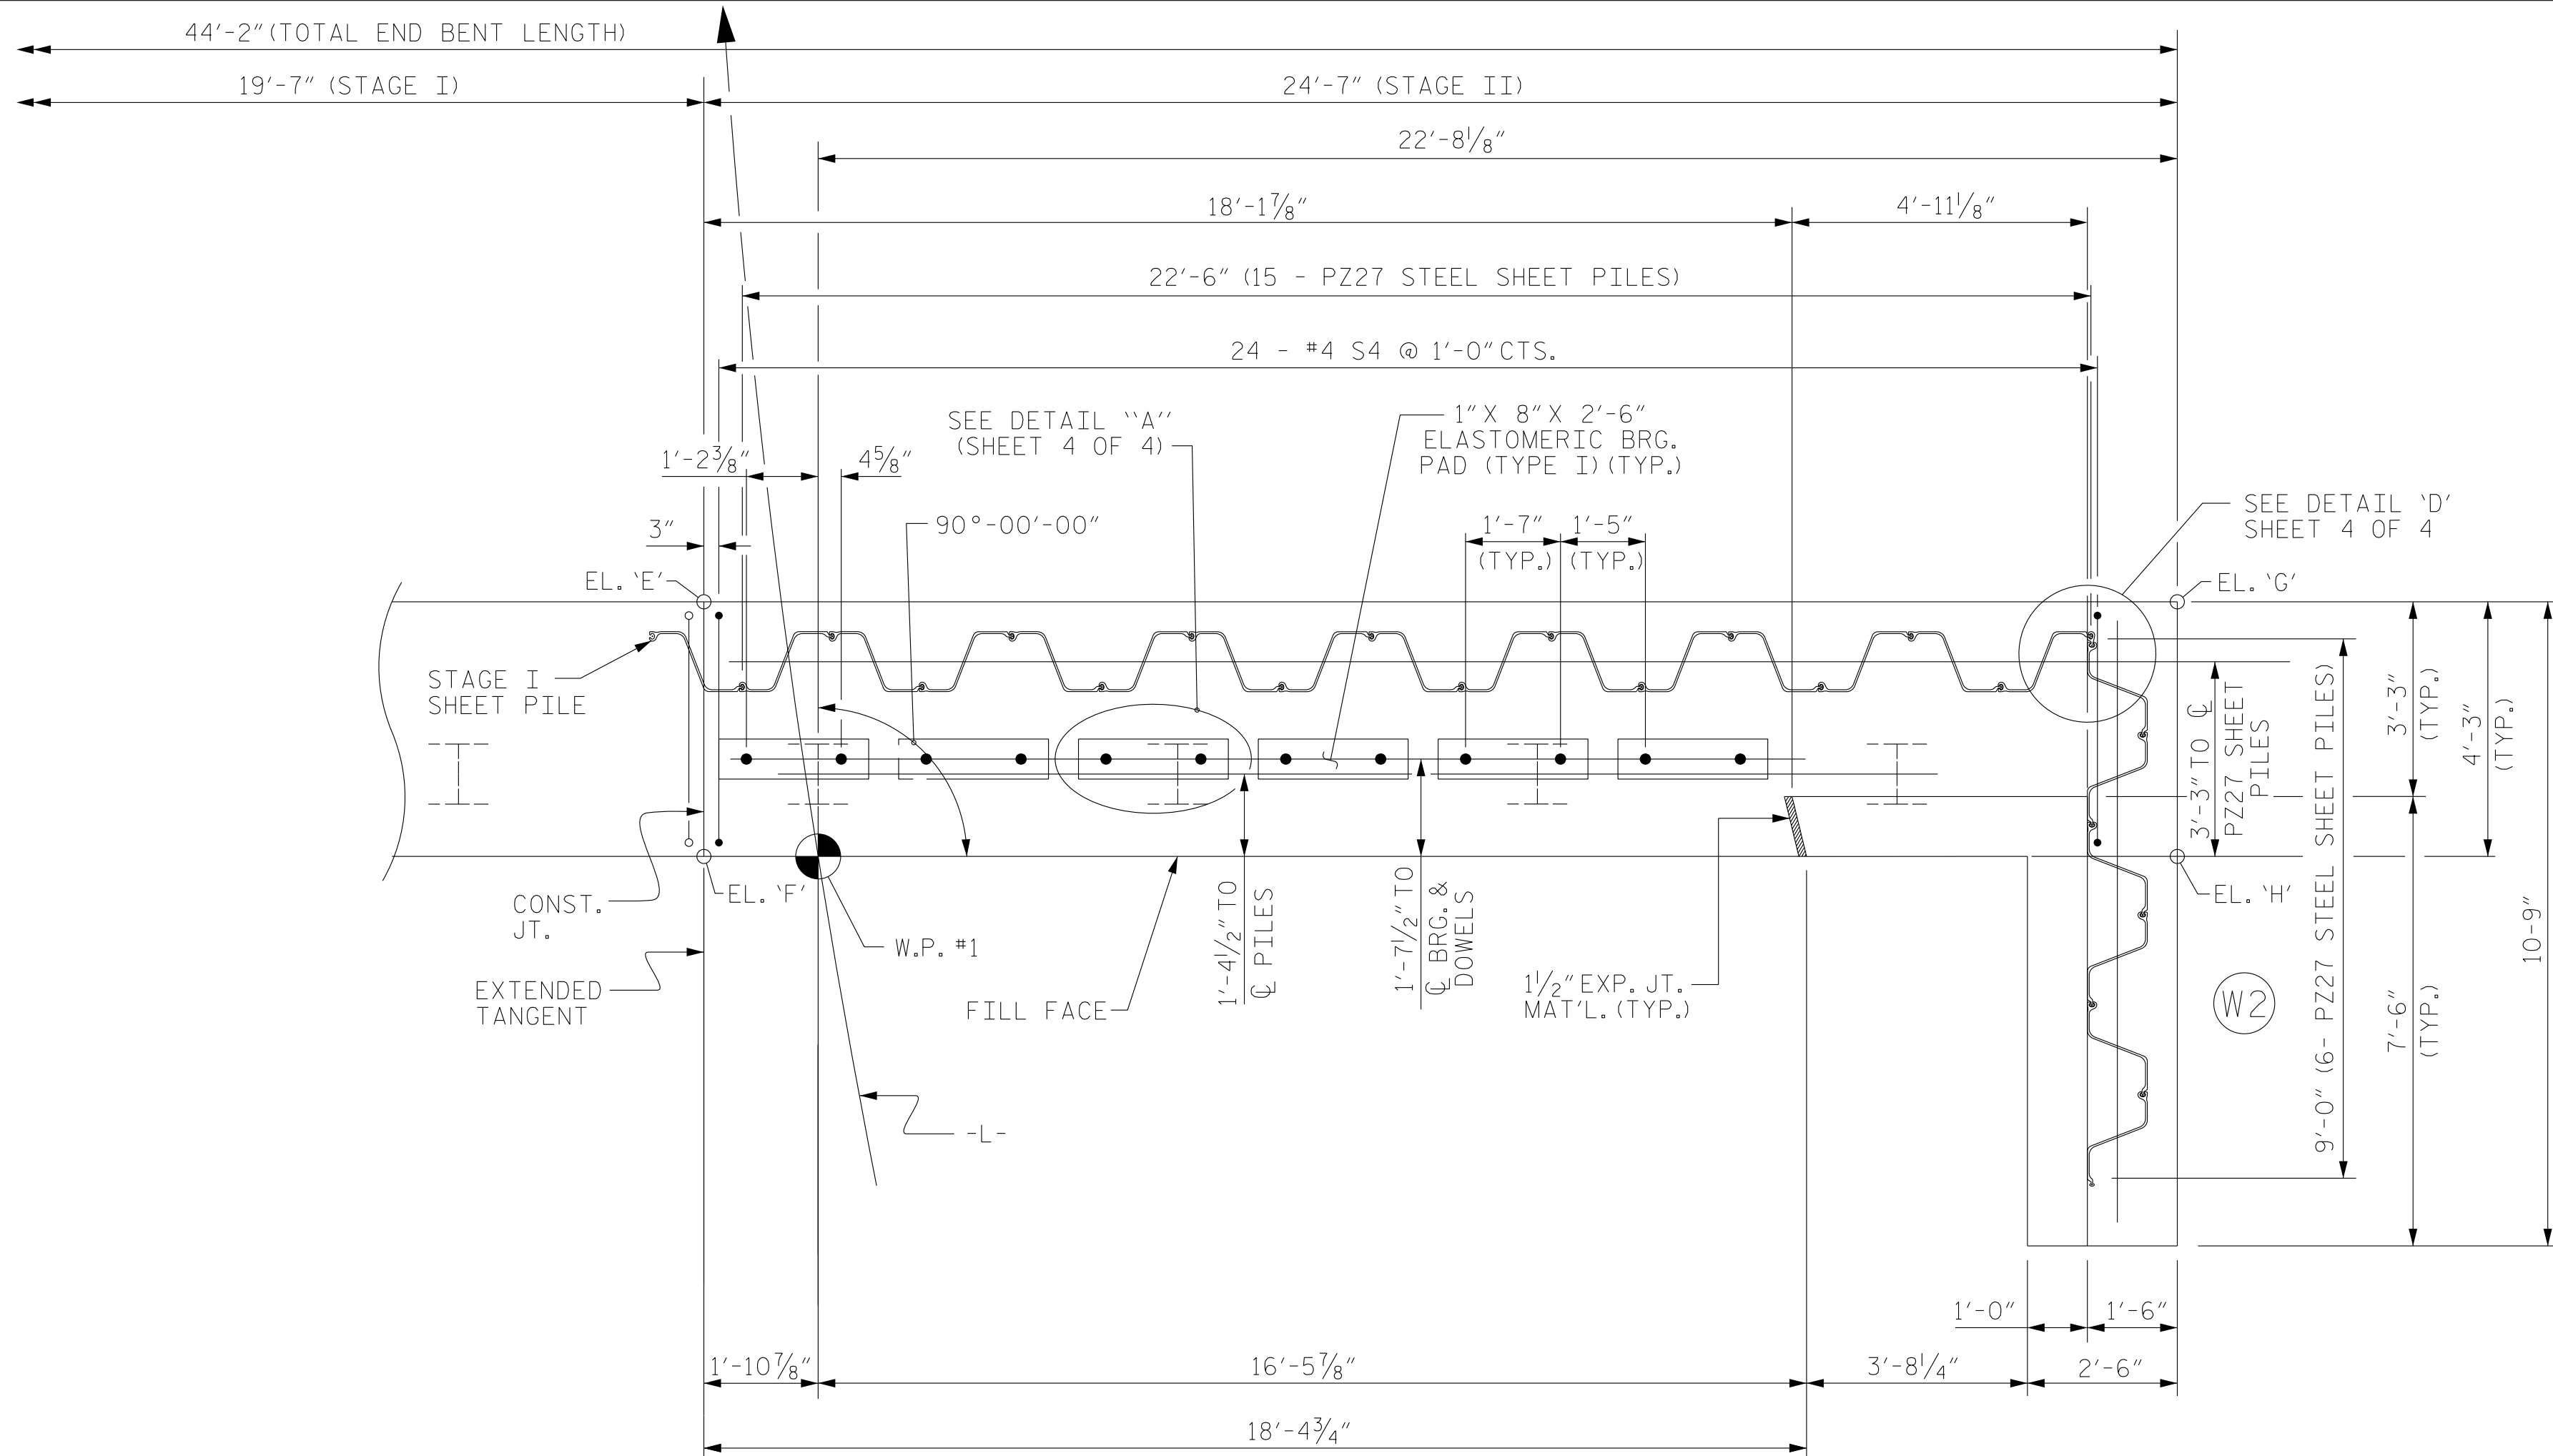 44'-2" (TOTAL END BENT LENGTH)
19'-7" (STAGE I)
24'-7" (STAGE II)
22'-8 1/8"
18'-1 7/8"
4'-11 1/8"
22'-6" (15 - PZ27 STEEL SHEET PILES)
24 - #4 S4 @ 1'-0" CTS.
SEE DETAIL ``A''
(SHEET 4 OF 4)
1" X 8" X 2'-6"
ELASTOMERIC BRG.
PAD (TYPE I) (TYP.)
1'-2 3/8"
4 5/8"
3"
90°-00'-00"
1'-7"
(TYP.)
1'-5"
(TYP.)
SEE DETAIL `D'
SHEET 4 OF 4
EL. `E'
EL. `G'
STAGE I
SHEET PILE
3'-3" TO ℄
PZ27 SHEET
PILES
9'-0" (6- PZ27 STEEL SHEET PILES)
3'-3"
(TYP.)
4'-3"
(TYP.)
10-9"
7'-6"
(TYP.)
CONST.
JT.
EL. `F'
EL. `H'
W.P. #1
EXTENDED
TANGENT
FILL FACE
1'-4 1/2" TO
℄ PILES
1'-7 1/2" TO
℄ BRG. &
DOWELS
1 1/2" EXP. JT.
MAT'L. (TYP.)
W2
-L-
1'-0"
1'-6"
1'-10 7/8"
16'-5 7/8"
3'-8 1/4"
2'-6"
18'-4 3/4"